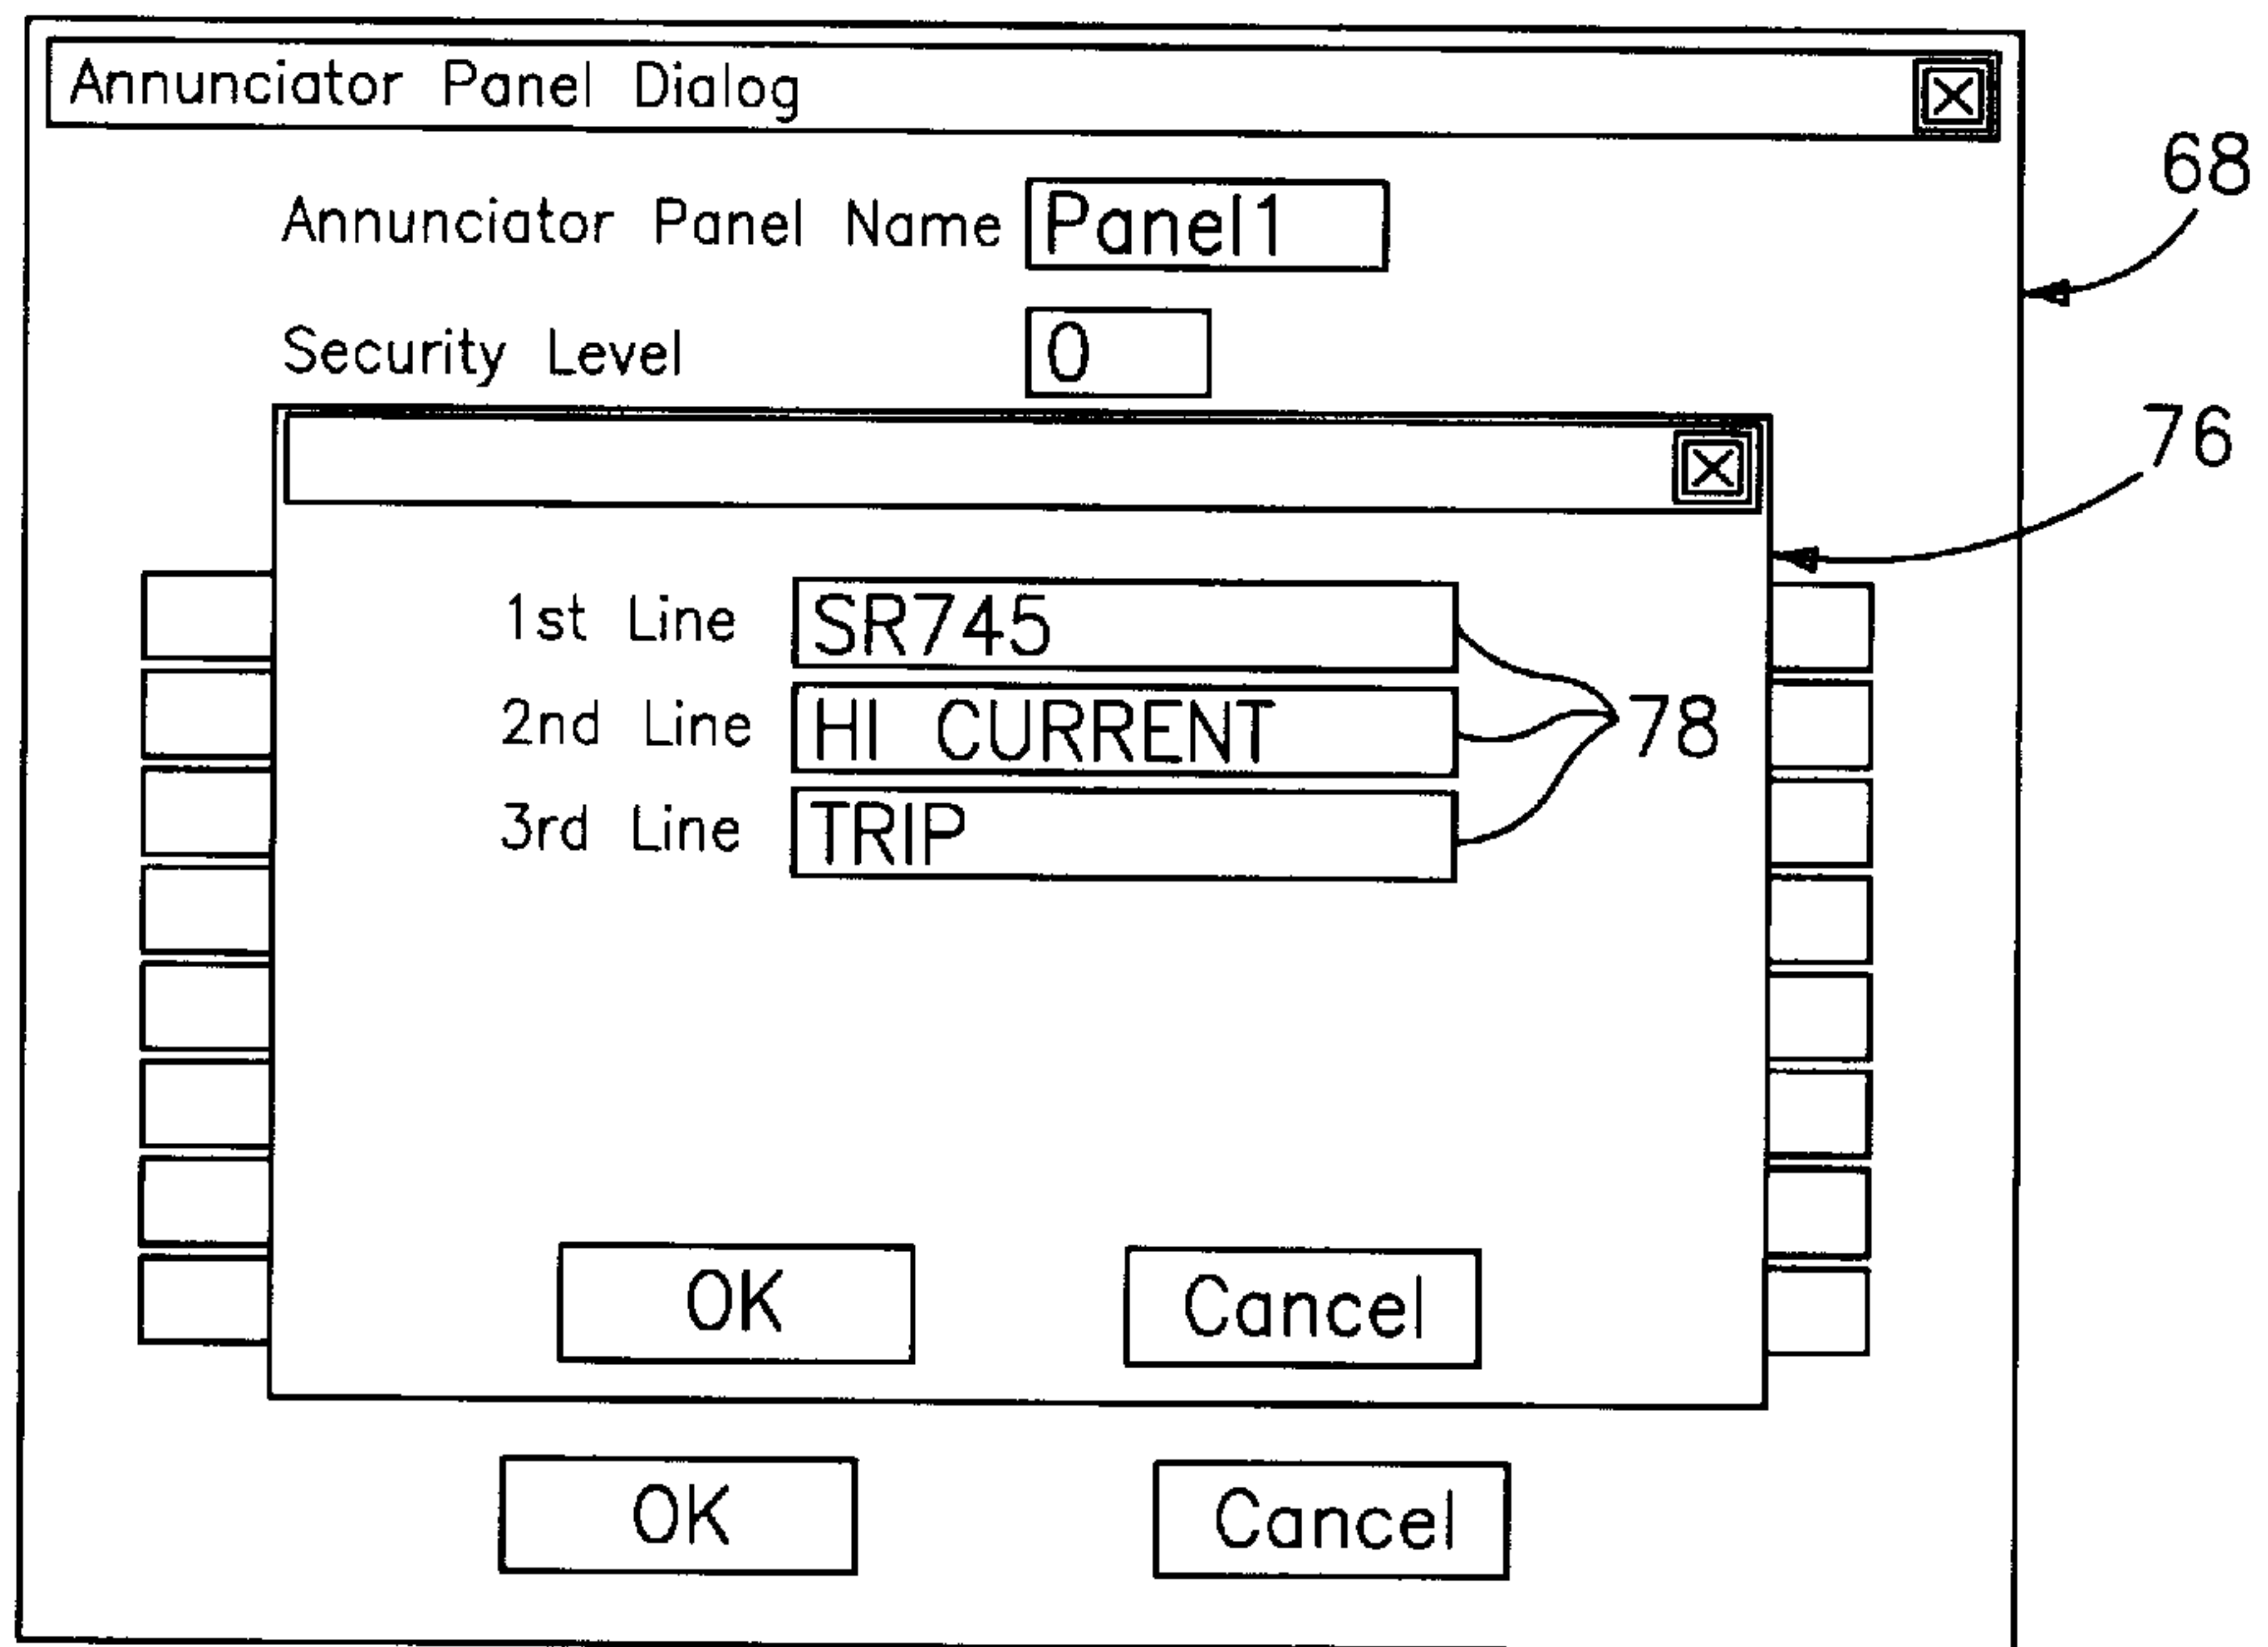 Annunciator Panel Dialog
68
Annunciator Panel Name Panel1
Security Level 0
76
1st Line SR745
2nd Line HI CURRENT
78
3rd Line TRIP
OK Cancel
OK Cancel